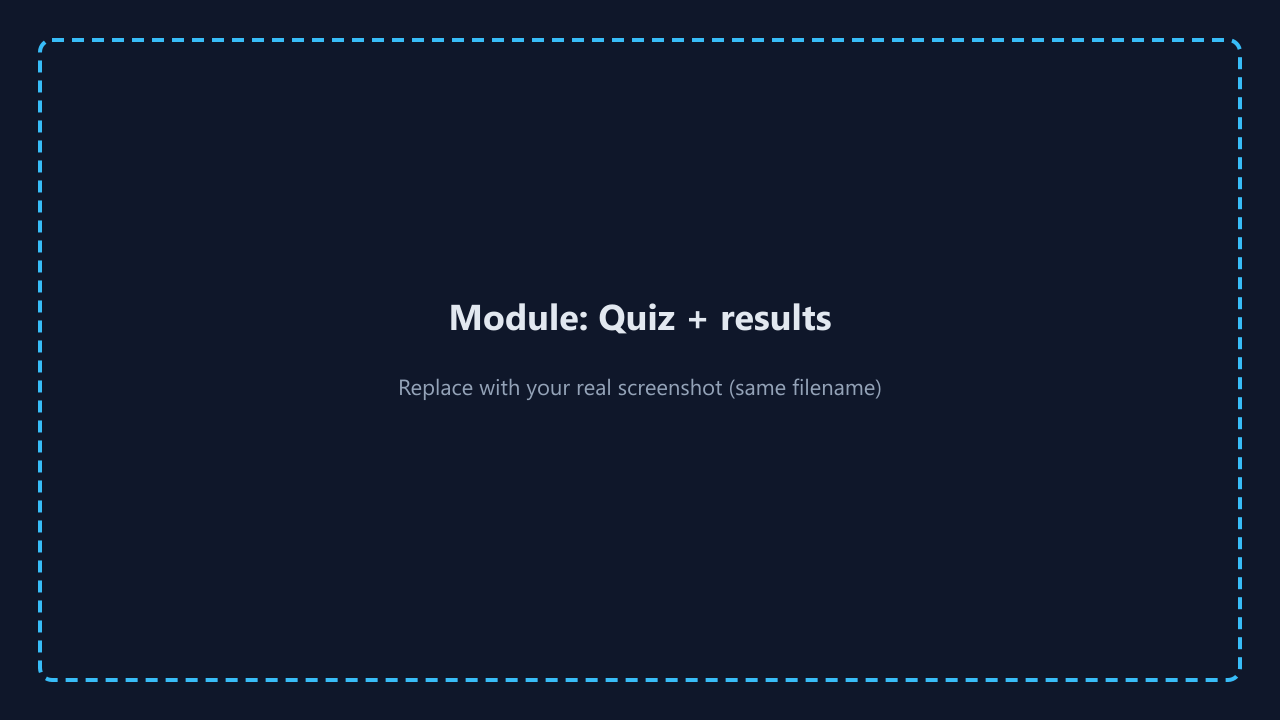 Module: Quiz + results
Replace with your real screenshot (same filename)